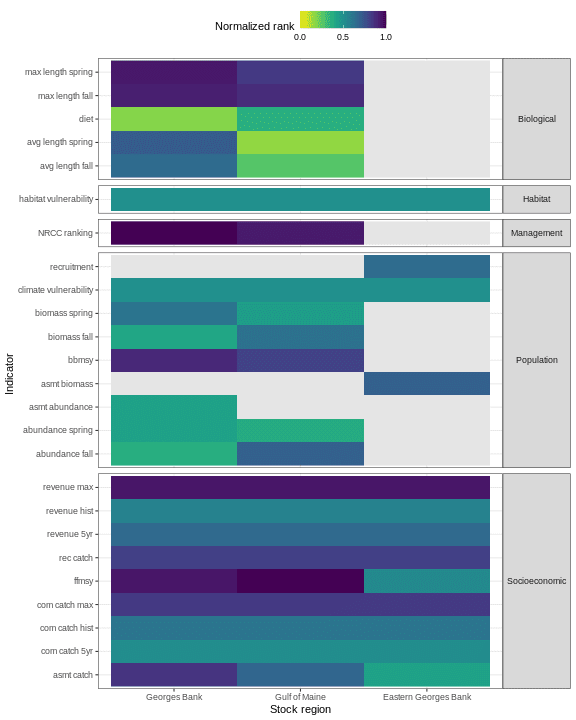 Normalized rank
0.0 0.5 1.0
max length spring
max length fall
diet
avg length spring
avg length fall
Biological
habitat vulnerability
Habitat
NRCC ranking
Management
recruitment
climate vulnerability
biomass spring
biomass fall
bbmsy
asmt biomass
asmt abundance
abundance spring
abundance fall
Population
revenue max
revenue hist
revenue 5yr
rec catch
ffmsy
com catch max
com catch hist
com catch 5yr
asmt catch
Socioeconomic
Indicator
Georges Bank Gulf of Maine Eastern Georges Bank
Stock region